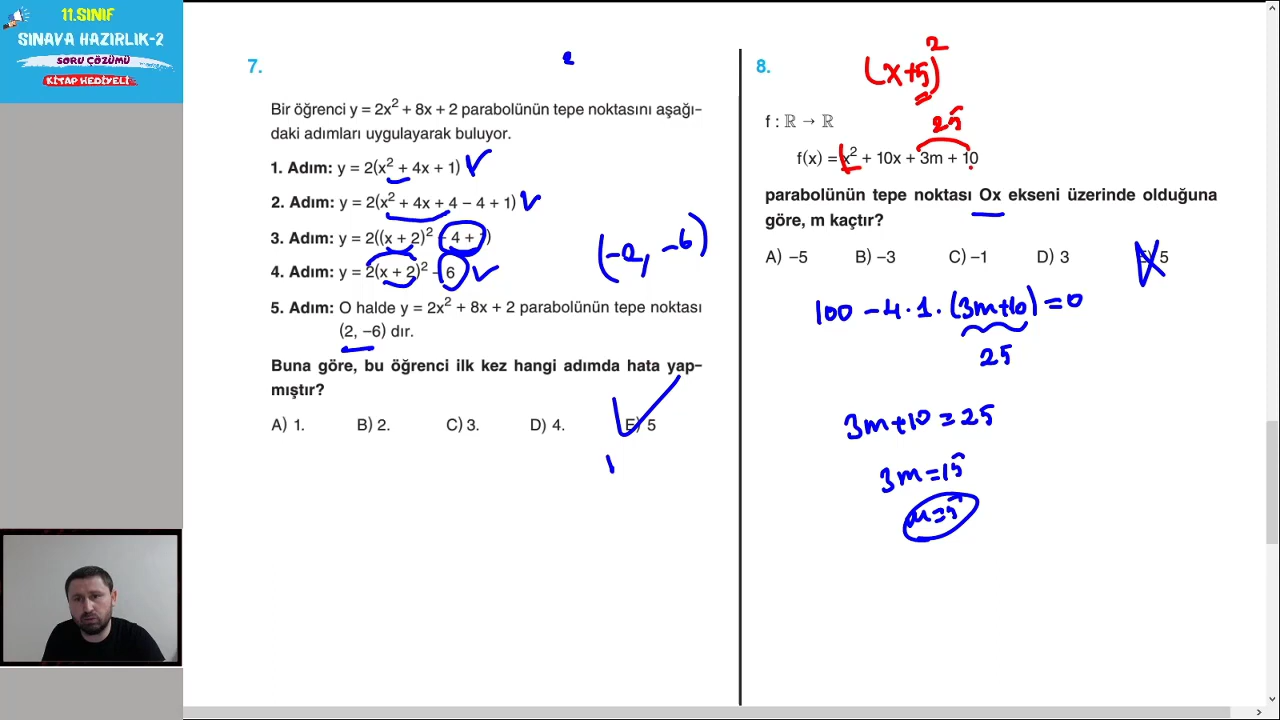 11.SINIF
SINAVA HAZIRLIK-2
SORU ÇÖZÜMÜ
KİTAP HEDİYELİ
7.
Bir öğrenci y = 2x² + 8x + 2 parabolünün tepe noktasını aşağı-
daki adımları uygulayarak buluyor.
1. Adım: y = 2(x² + 4x + 1)
2. Adım: y = 2(x² + 4x + 4 – 4 + 1)
3. Adım: y = 2((x + 2)² – 4 + 1)
4. Adım: y = 2(x + 2)² – 6
(-2, -6)
5. Adım: O halde y = 2x² + 8x + 2 parabolünün tepe noktası
(2, –6) dır.
Buna göre, bu öğrenci ilk kez hangi adımda hata yap-
mıştır?
A) 1. B) 2. C) 3. D) 4. E) 5
8.
(x+5)²
f : ℝ → ℝ
25
f(x) = x² + 10x + 3m + 10
parabolünün tepe noktası Ox ekseni üzerinde olduğuna
göre, m kaçtır?
A) –5 B) –3 C) –1 D) 3 E) 5
100 - 4 · 1 · (3m+10) = 0
25
3m+10 = 25
3m = 15
m = 5